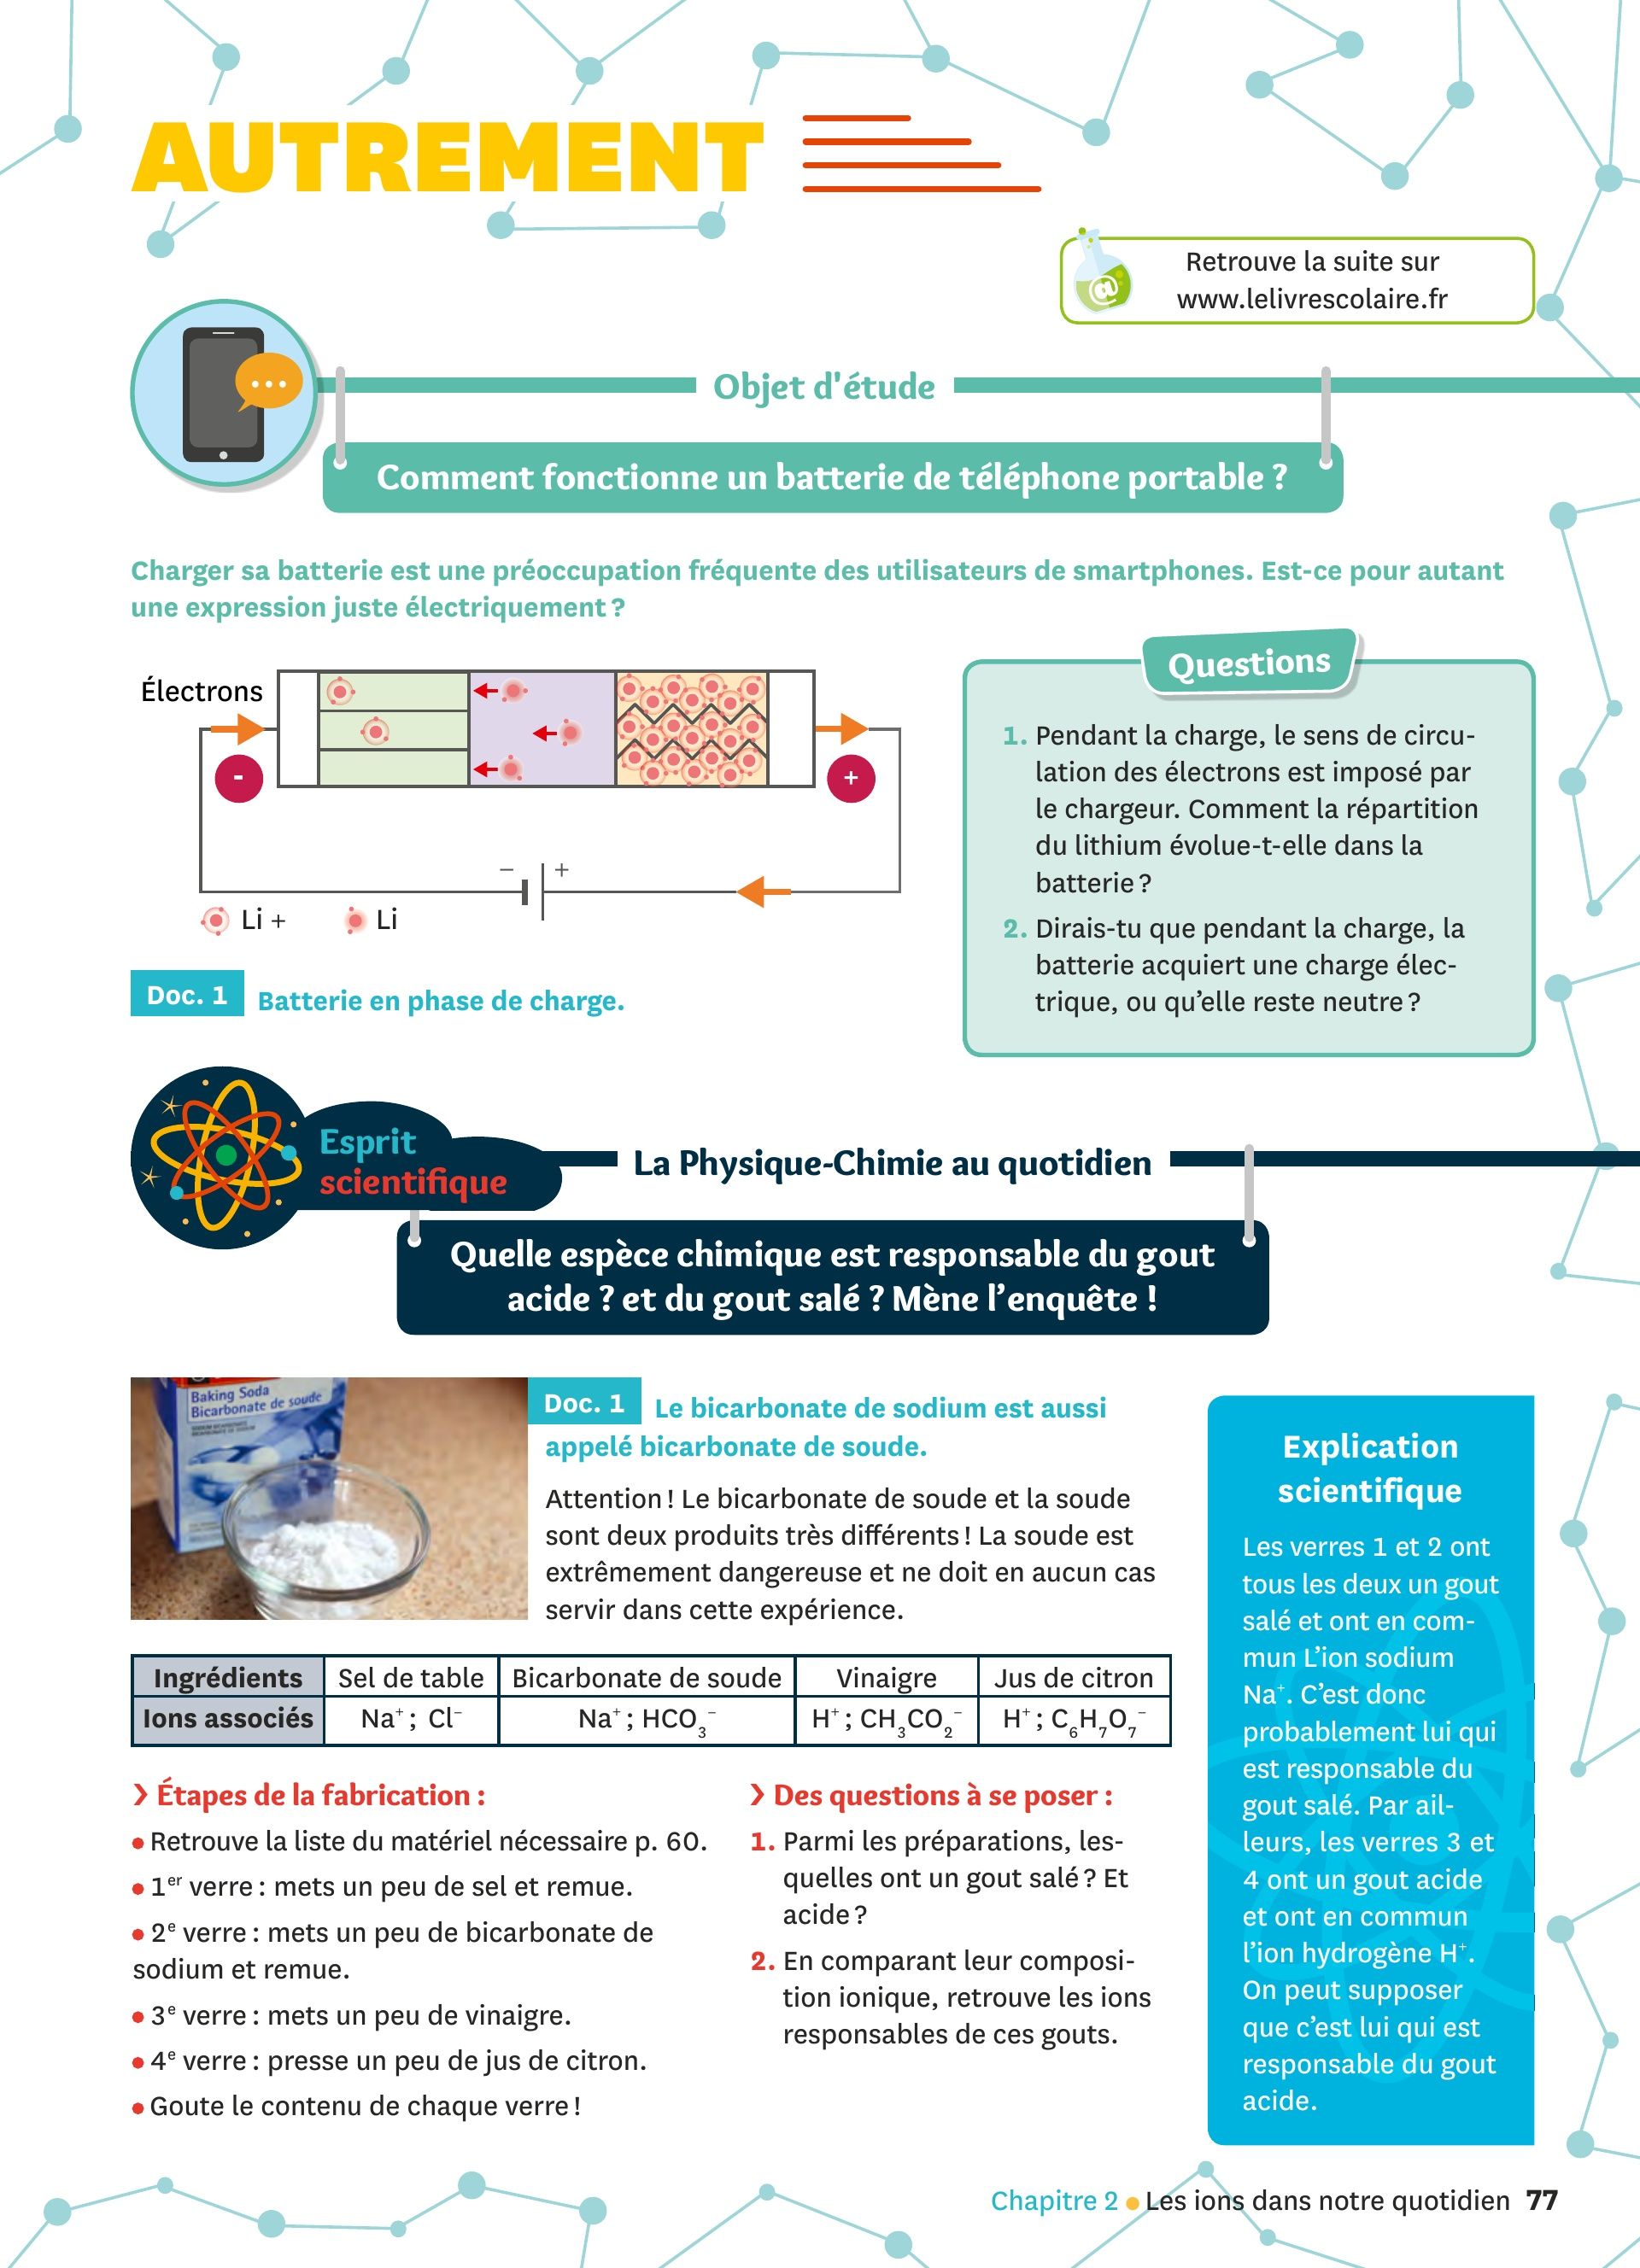 AUTREMENT
Retrouve la suite sur
www.lelivrescolaire.fr
Objet d'étude
Comment fonctionne un batterie de téléphone portable ?
Charger sa batterie est une préoccupation fréquente des utilisateurs de smartphones. Est-ce pour autant
une expression juste électriquement ?
Électrons
-
+
− +
Li +
Li
Doc. 1 Batterie en phase de charge.
Questions
1. Pendant la charge, le sens de circu-
lation des électrons est imposé par
le chargeur. Comment la répartition
du lithium évolue-t-elle dans la
batterie ?
2. Dirais-tu que pendant la charge, la
batterie acquiert une charge élec-
trique, ou qu’elle reste neutre ?
Esprit
scientifique
La Physique-Chimie au quotidien
Quelle espèce chimique est responsable du gout
acide ? et du gout salé ? Mène l’enquête !
Baking Soda
Bicarbonate de soude
Doc. 1 Le bicarbonate de sodium est aussi
appelé bicarbonate de soude.
Attention ! Le bicarbonate de soude et la soude
sont deux produits très différents ! La soude est
extrêmement dangereuse et ne doit en aucun cas
servir dans cette expérience.
Ingrédients Sel de table Bicarbonate de soude Vinaigre Jus de citron
Ions associés Na⁺ ; Cl⁻ Na⁺ ; HCO₃⁻ H⁺ ; CH₃CO₂⁻ H⁺ ; C₆H₇O₇⁻
› Étapes de la fabrication :
• Retrouve la liste du matériel nécessaire p. 60.
• 1er verre : mets un peu de sel et remue.
• 2e verre : mets un peu de bicarbonate de
sodium et remue.
• 3e verre : mets un peu de vinaigre.
• 4e verre : presse un peu de jus de citron.
• Goute le contenu de chaque verre !
› Des questions à se poser :
1. Parmi les préparations, les-
quelles ont un gout salé ? Et
acide ?
2. En comparant leur composi-
tion ionique, retrouve les ions
responsables de ces gouts.
Explication
scientifique
Les verres 1 et 2 ont
tous les deux un gout
salé et ont en com-
mun L’ion sodium
Na⁺. C’est donc
probablement lui qui
est responsable du
gout salé. Par ail-
leurs, les verres 3 et
4 ont un gout acide
et ont en commun
l’ion hydrogène H⁺.
On peut supposer
que c’est lui qui est
responsable du gout
acide.
Chapitre 2 • Les ions dans notre quotidien 77